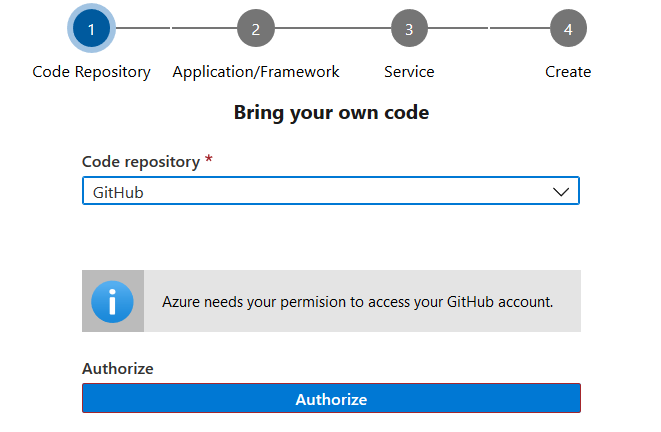 1 2 3 4
Code Repository Application/Framework Service Create
Bring your own code
Code repository *
GitHub
i
Azure needs your permision to access your GitHub account.
Authorize
Authorize